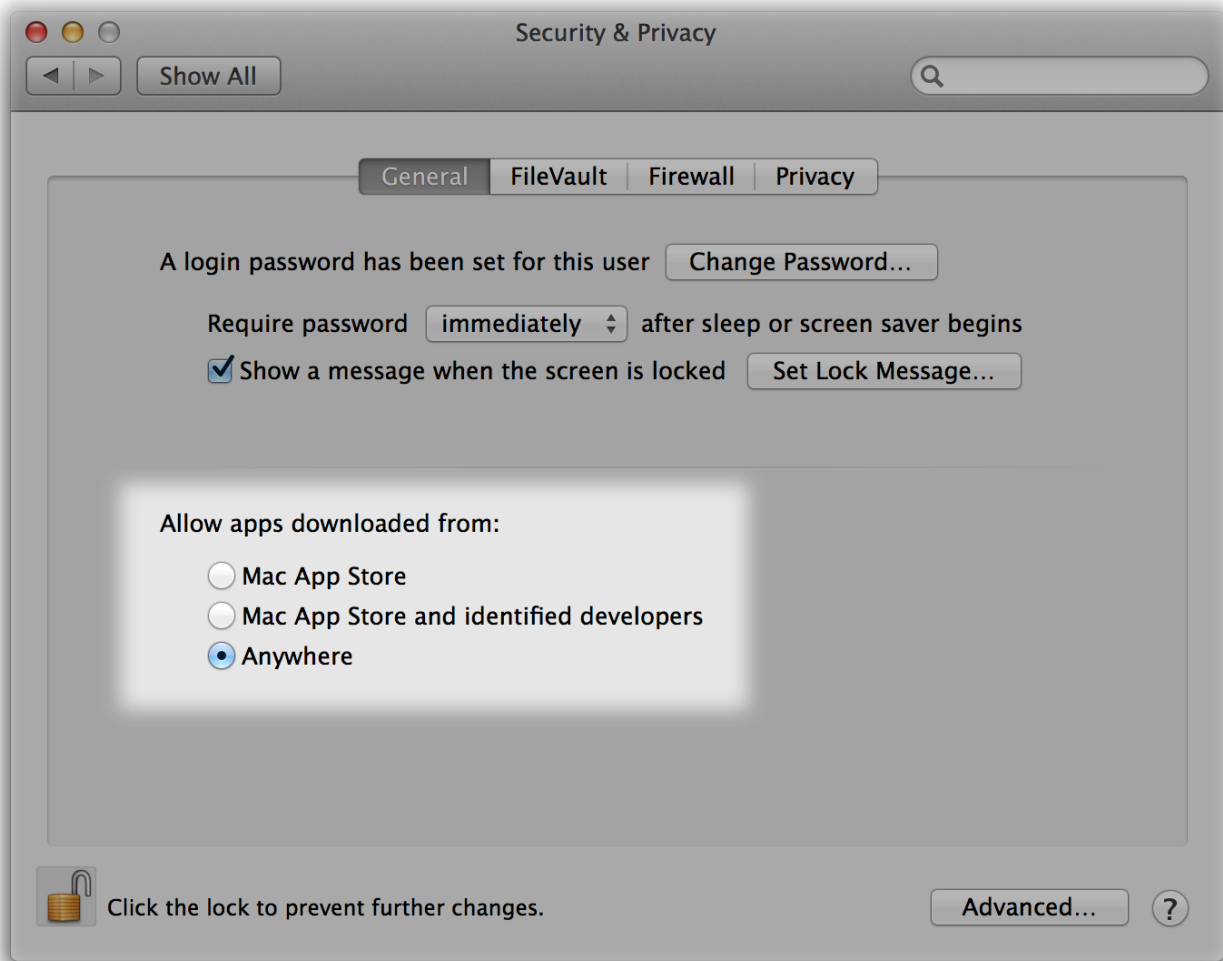 Security & Privacy
Show All
General FileVault Firewall Privacy
A login password has been set for this user Change Password...
Require password immediately after sleep or screen saver begins
Show a message when the screen is locked Set Lock Message...
Allow apps downloaded from:
Mac App Store
Mac App Store and identified developers
Anywhere
Click the lock to prevent further changes. Advanced... ?